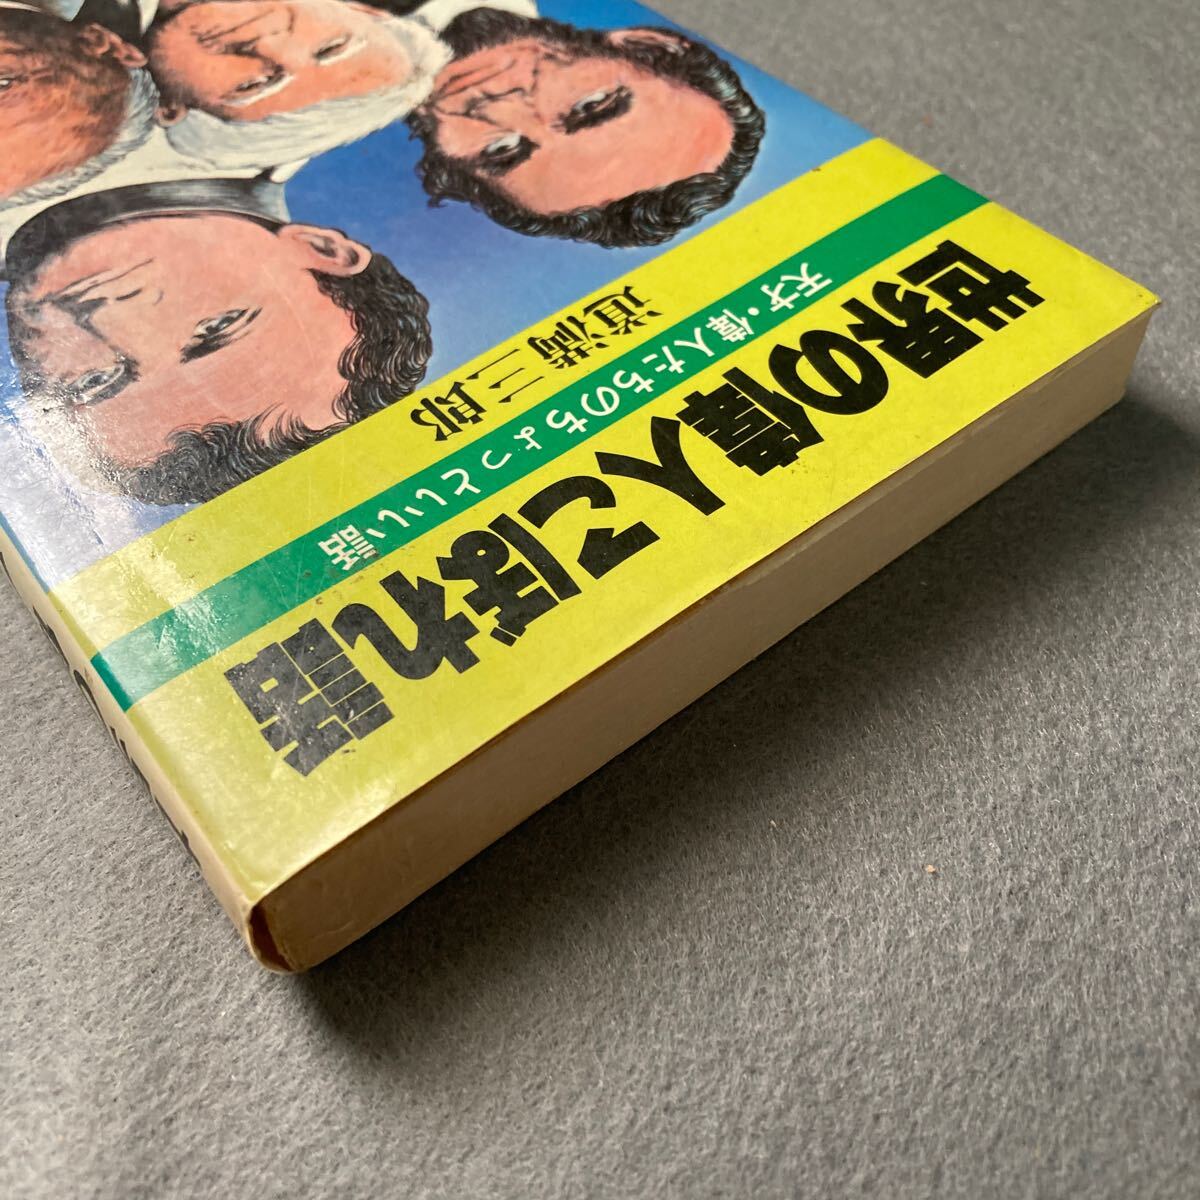 世界の偉人こぼれ話
天才・偉人たちのちょっといい話
道満三郎